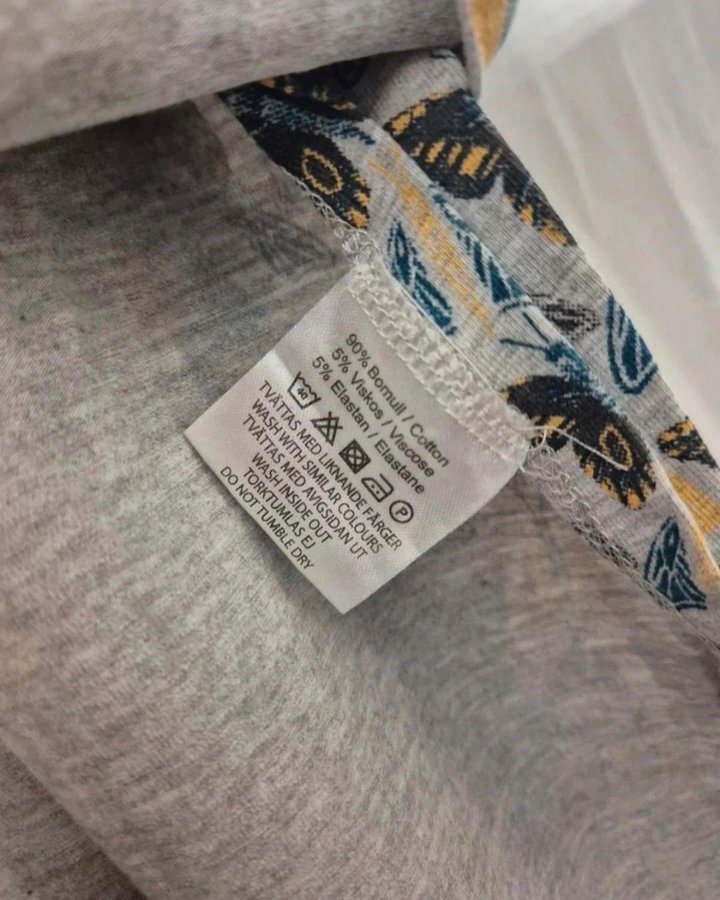 90% Bomull / Cotton
5% Viskos / Viscose
5% Elastan / Elastane
40 P
TVÄTTAS MED LIKNANDE FÄRGER
WASH WITH SIMILAR COLOURS
TVÄTTAS MED AVIGSIDAN UT
WASH INSIDE OUT
TORKTUMLAS EJ
DO NOT TUMBLE DRY